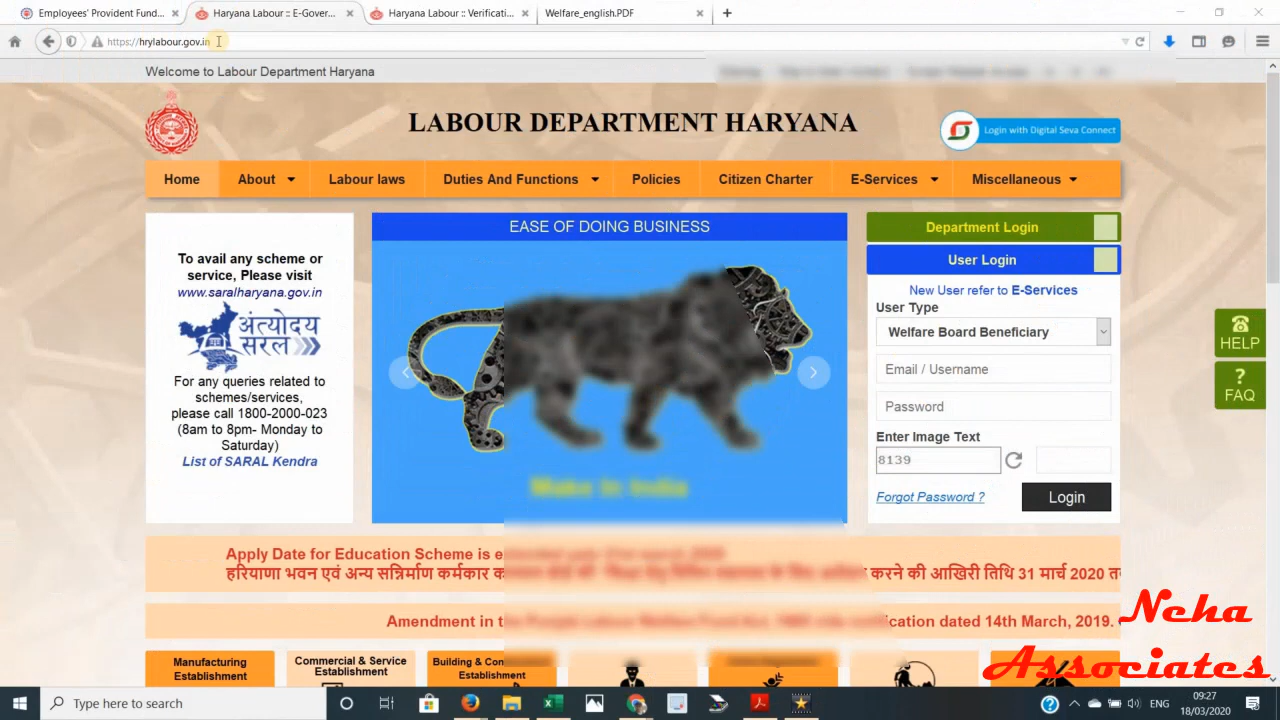 Employees' Provident Fund...
Haryana Labour :: E-Gover...
Haryana Labour :: Verificati...
Welfare_english.PDF
https://hrylabour.gov.in
Welcome to Labour Department Haryana
LABOUR DEPARTMENT HARYANA
Login with Digital Seva Connect
Home
About
Labour laws
Duties And Functions
Policies
Citizen Charter
E-Services
Miscellaneous
To avail any scheme or
service, Please visit
www.saralharyana.gov.in
अंत्योदय
सरल
For any queries related to
schemes/services,
please call 1800-2000-023
(8am to 8pm- Monday to
Saturday)
List of SARAL Kendra
EASE OF DOING BUSINESS
Make In India
Department Login
User Login
New User refer to E-Services
User Type
Welfare Board Beneficiary
Email / Username
Password
Enter Image Text
8139
Forgot Password ?
Login
HELP
?
FAQ
Apply Date for Education Scheme is
हरियाणा भवन एवं अन्य सन्निर्माण कर्मकार करने की आखिरी तिथि 31 मार्च 2020
Amendment in dated 14th March, 2019.
Manufacturing
Establishment
Commercial & Service
Establishment
Building &
Establishment
Neha
Associates
Type here to search
ENG
09:27
18/03/2020